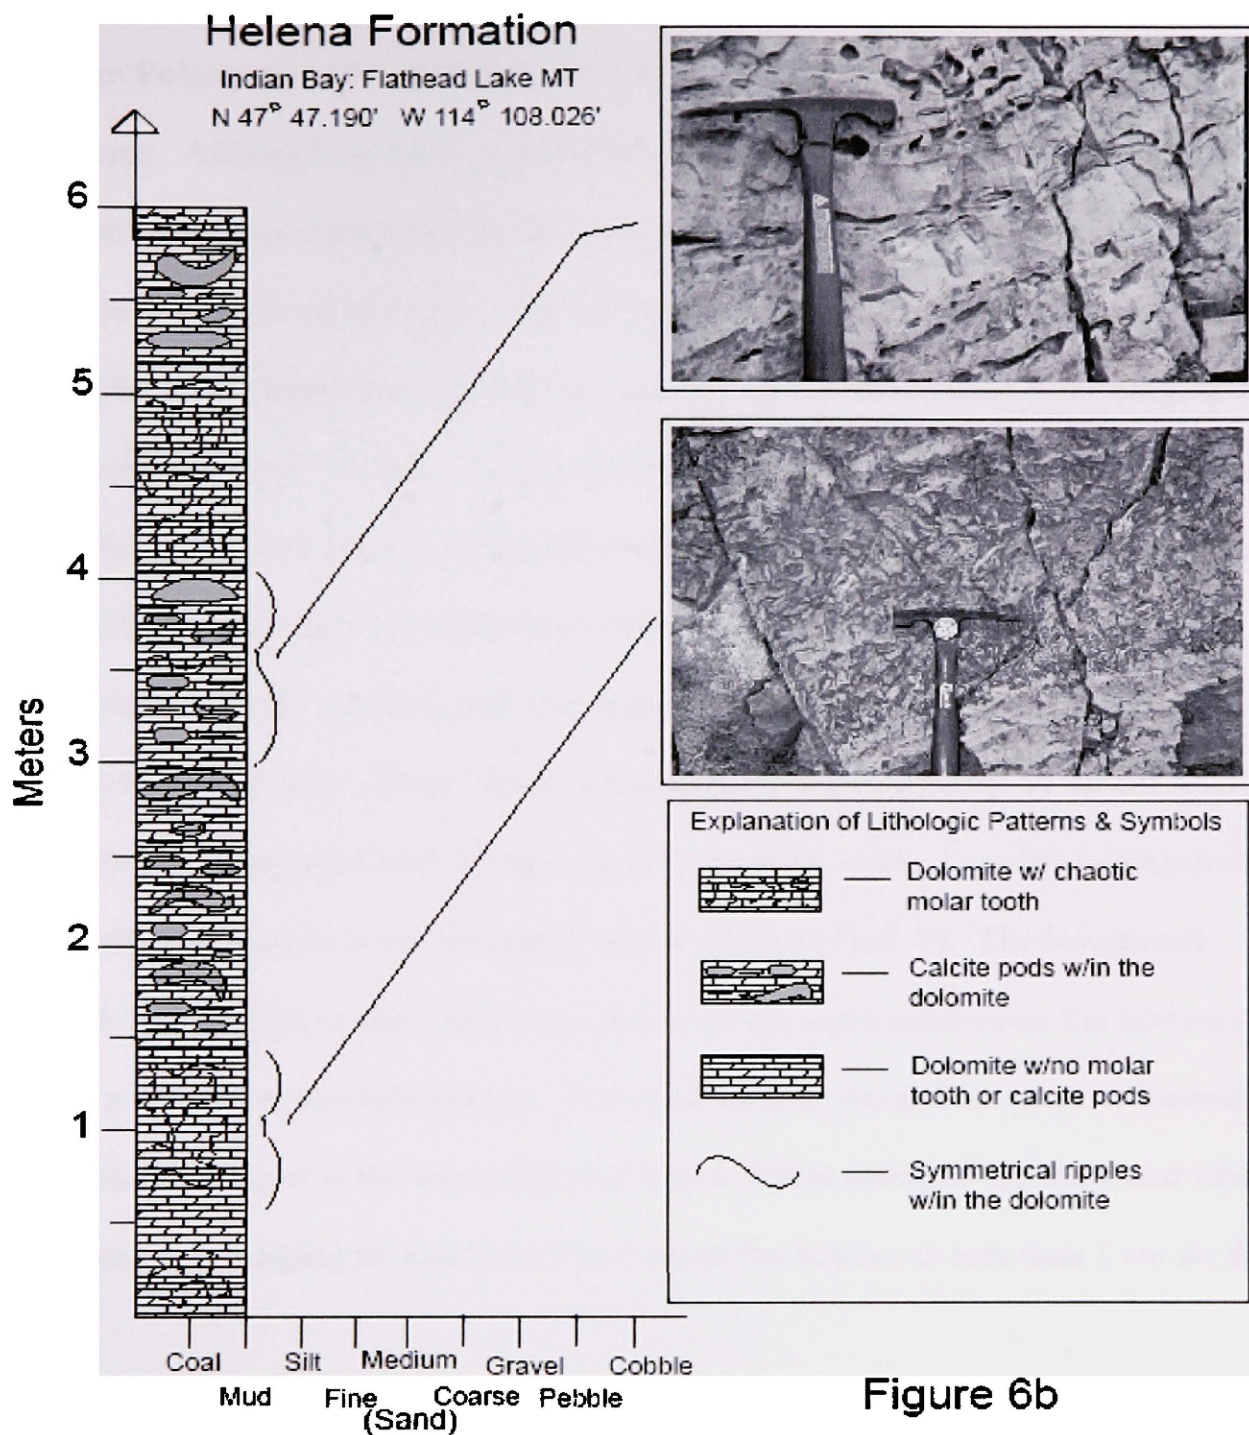 Helena Formation
Indian Bay: Flathead Lake MT
N 47° 47.190' W 114° 108.026'
6
5
4
3
2
1
Meters
Coal
Mud
Silt
Fine
Medium
(Sand)
Coarse
Gravel
Pebble
Cobble
Explanation of Lithologic Patterns & Symbols
Dolomite w/ chaotic
molar tooth
Calcite pods w/in the
dolomite
Dolomite w/no molar
tooth or calcite pods
Symmetrical ripples
w/in the dolomite
Figure 6b